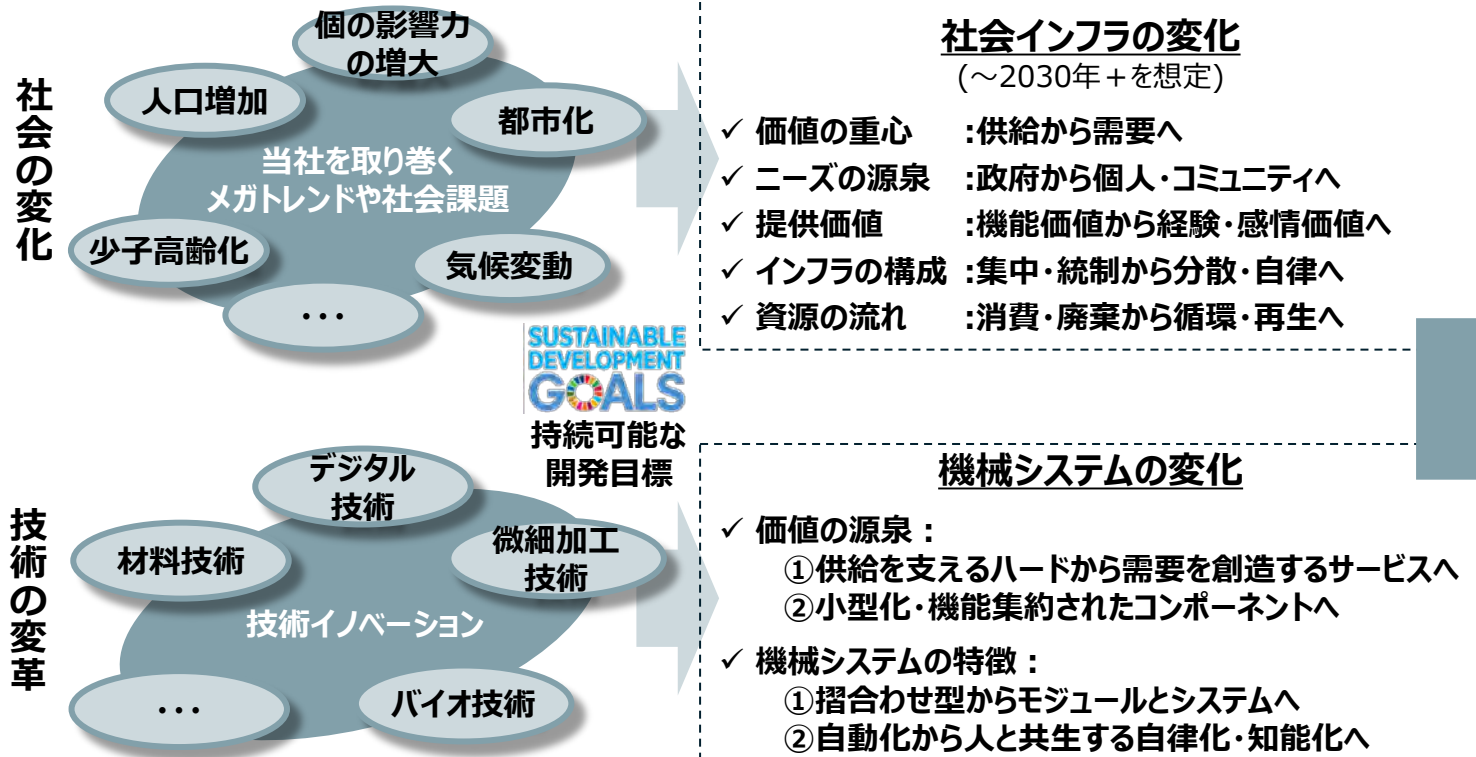 社会の変化
個の影響力
の増大
人口増加
都市化
当社を取り巻く
メガトレンドや社会課題
少子高齢化
気候変動
・・・
社会インフラの変化
(～2030年+を想定)
✓ 価値の重心 :供給から需要へ
✓ ニーズの源泉 :政府から個人・コミュニティへ
✓ 提供価値 :機能価値から経験・感情価値へ
✓ インフラの構成 :集中・統制から分散・自律へ
✓ 資源の流れ :消費・廃棄から循環・再生へ
SUSTAINABLE
DEVELOPMENT
GOALS
持続可能な
開発目標
技術の変革
デジタル
技術
材料技術
微細加工
技術
技術イノベーション
・・・
バイオ技術
機械システムの変化
✓ 価値の源泉：
①供給を支えるハードから需要を創造するサービスへ
②小型化・機能集約されたコンポーネントへ
✓ 機械システムの特徴：
①摺合わせ型からモジュールとシステムへ
②自動化から人と共生する自律化・知能化へ